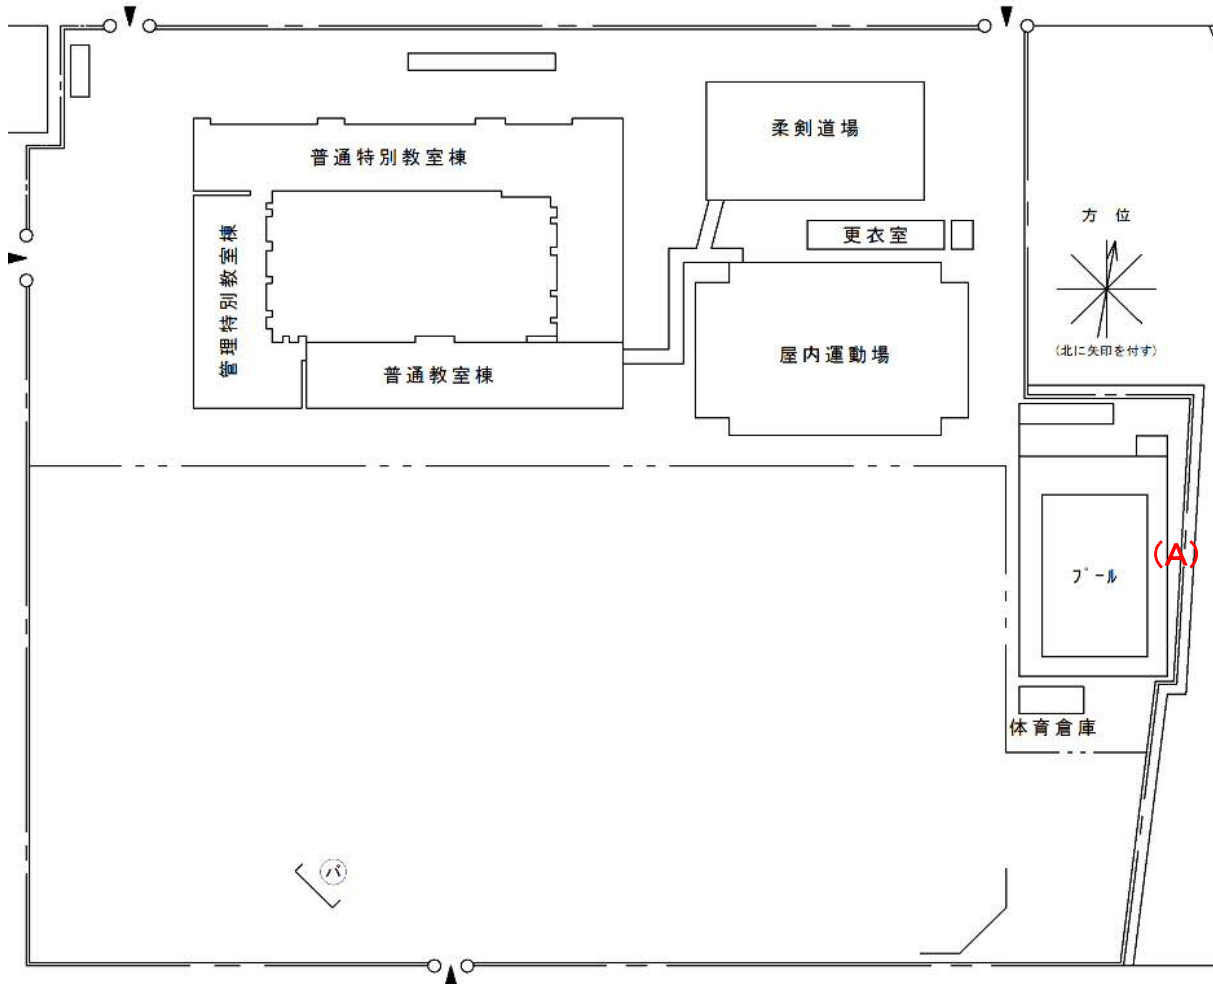 柔剣道場
普通特別教室棟
方位
更衣室
管理特別教室棟
(北に矢印を付す)
屋内運動場
普通教室棟
(A)
プール
体育倉庫
バ